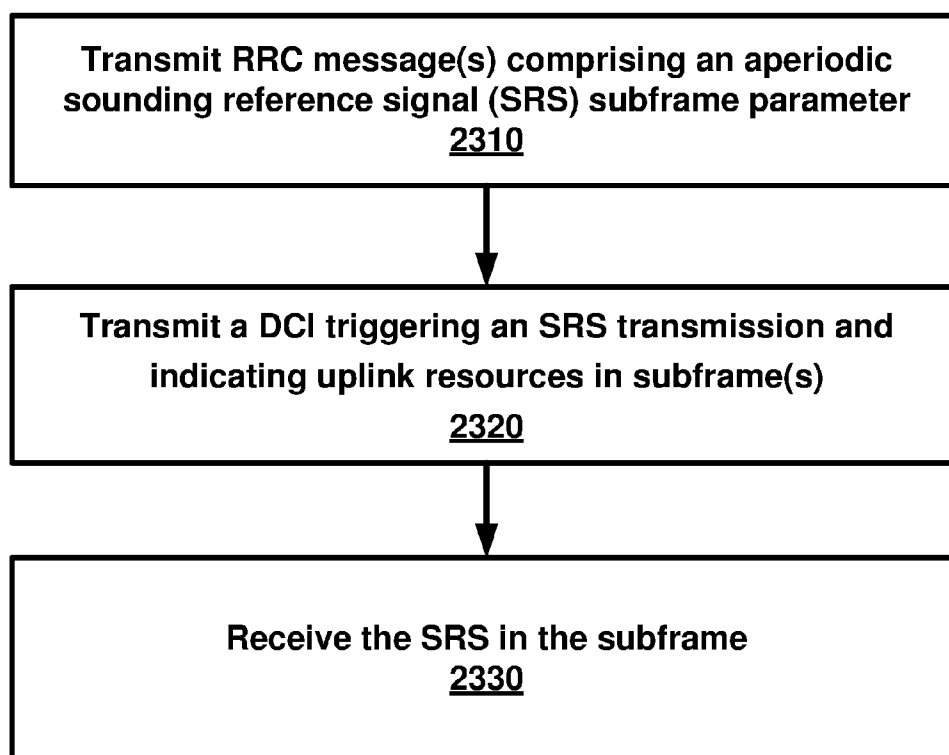 Transmit RRC message(s) comprising an aperiodic
sounding reference signal (SRS) subframe parameter
2310
Transmit a DCI triggering an SRS transmission and
indicating uplink resources in subframe(s)
2320
Receive the SRS in the subframe
2330